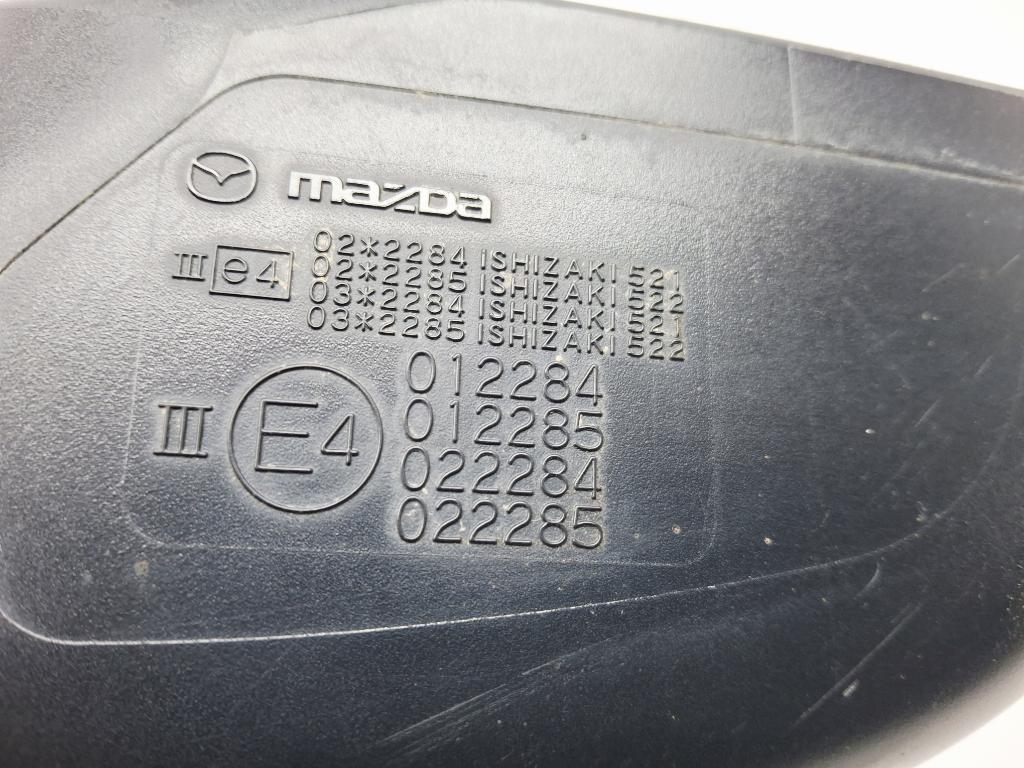 mazda
III e4
02*2284 ISHIZAKI 521
02*2285 ISHIZAKI 522
03*2284 ISHIZAKI 521
03*2285 ISHIZAKI 522
III E4
012284
012285
022284
022285